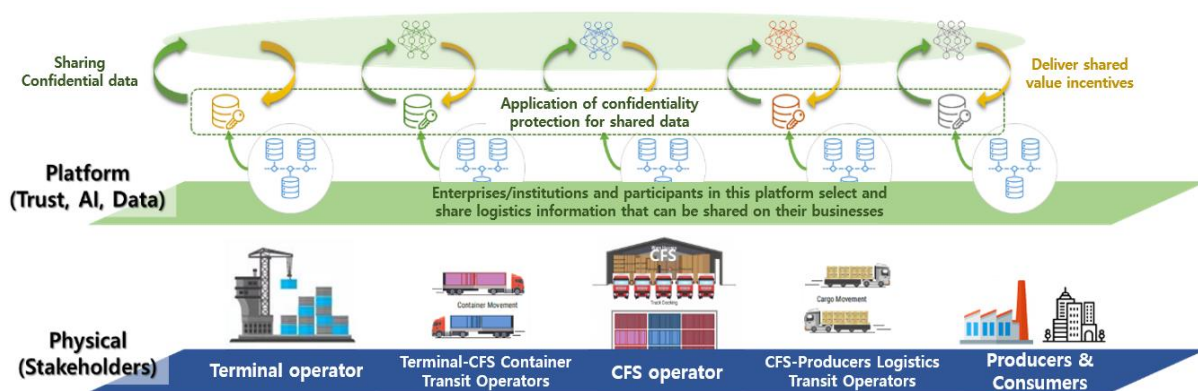 Sharing
Confidential data
Deliver shared
value incentives
Application of confidentiality
protection for shared data
Platform
(Trust, AI, Data)
Enterprises/institutions and participants in this platform select and
share logistics information that can be shared on their businesses
CFS
Container Movement
Truck Docking
Cargo Movement
Physical
(Stakeholders)
Terminal operator
Terminal-CFS Container
Transit Operators
CFS operator
CFS-Producers Logistics
Transit Operators
Producers &
Consumers